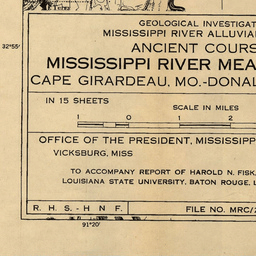 GEOLOGICAL INVESTIGAT
MISSISSIPPI RIVER ALLUVIA
32°55'
ANCIENT COURS
MISSISSIPPI RIVER MEA
CAPE GIRARDEAU, MO.-DONAL
IN 15 SHEETS
SCALE IN MILES
1 0 1 2
OFFICE OF THE PRESIDENT, MISSISSIPP
VICKSBURG, MISS
TO ACCOMPANY REPORT OF HAROLD N. FISK,
LOUISIANA STATE UNIVERSITY, BATON ROUGE, L
R. H. S. - H N F. FILE NO. MRC/2
91°20'